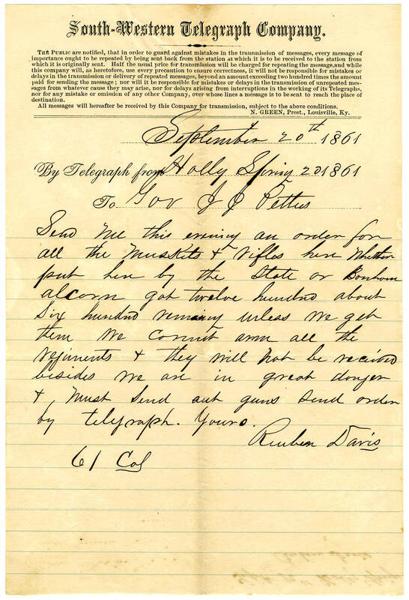 South-Western Telegraph Company.
THE PUBLIC are notified, that in order to guard against mistakes in the transmission of messages, every message of
importance ought to be repeated by being sent back from the station at which it is to be received to the station from
which it is originally sent. Half the usual price for transmission will be charged for repeating the message, and while
this company will, as heretofore, use every precaution to ensure correctness, it will not be responsible for mistakes or
delays in the transmission or delivery of repeated messages, beyond an amount exceeding two hundred times the amount
paid for sending the message; nor will it be responsible for mistakes or delays in the transmission of unrepeated mes-
sages from whatever cause they may arise, nor for delays arising from interruptions in the working of its Telegraphs,
nor for any mistake or omission of any other Company, over whose lines a message is to be sent to reach the place of
destination.
All messages will hereafter be received by this Company for transmission, subject to the above conditions.
N. GREEN, Prest., Louisville, Ky.
September 20th 1861
By Telegraph from Holly Spring 20 1861
To Gov J J Pettus
Send Me this evening an order for
all the Muskets & rifles here Whether
put here by the State or Bonham
alcorn got twelve hundred about
Six hundred remany unless We get
them We cannot arm all the
regiments & they will not be received
besides We are in great danger
& Must Send out guns Send order
by telegraph. Yours.
Reuben Davis
61 Col